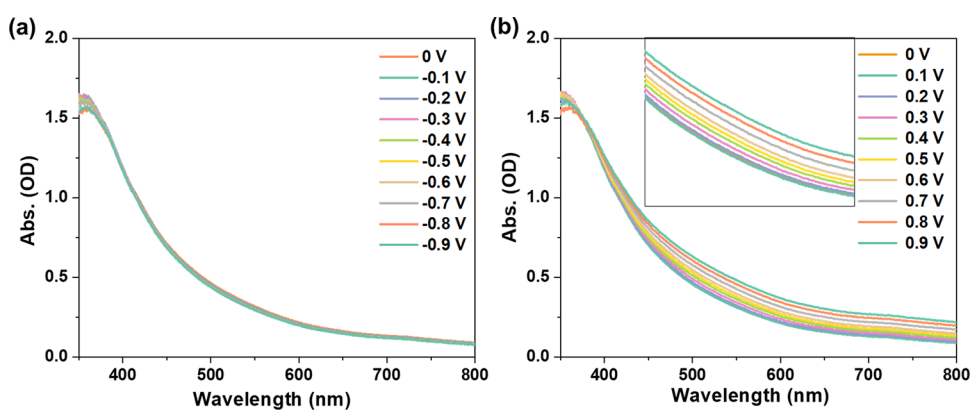 (a)
2.0
1.5
1.0
0.5
0.0
Abs. (OD)
400
500
600
700
800
Wavelength (nm)
0 V
-0.1 V
-0.2 V
-0.3 V
-0.4 V
-0.5 V
-0.6 V
-0.7 V
-0.8 V
-0.9 V
(b)
2.0
1.5
1.0
0.5
0.0
Abs. (OD)
400
500
600
700
800
Wavelength (nm)
0 V
0.1 V
0.2 V
0.3 V
0.4 V
0.5 V
0.6 V
0.7 V
0.8 V
0.9 V